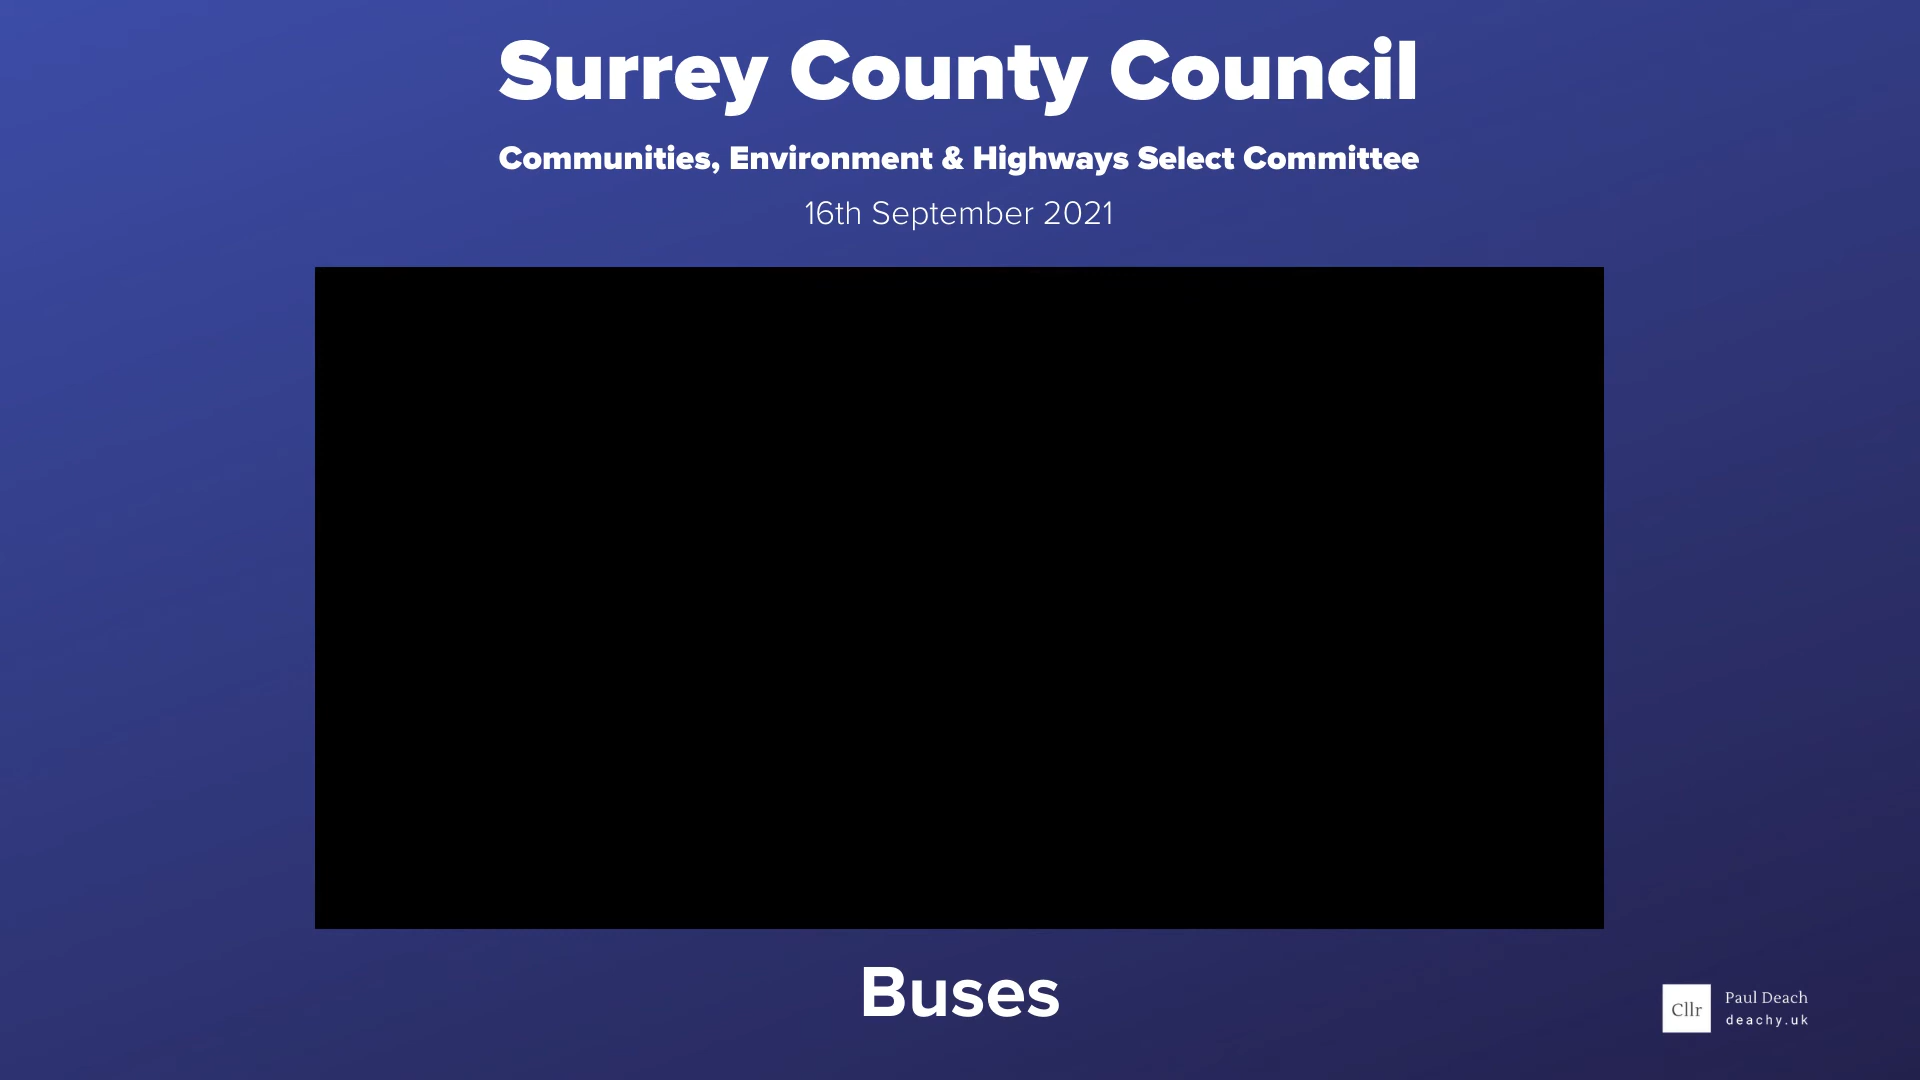 Surrey County Council
Communities, Environment & Highways Select Committee
16th September 2021
Buses
Cllr
Paul Deach
deachy.uk